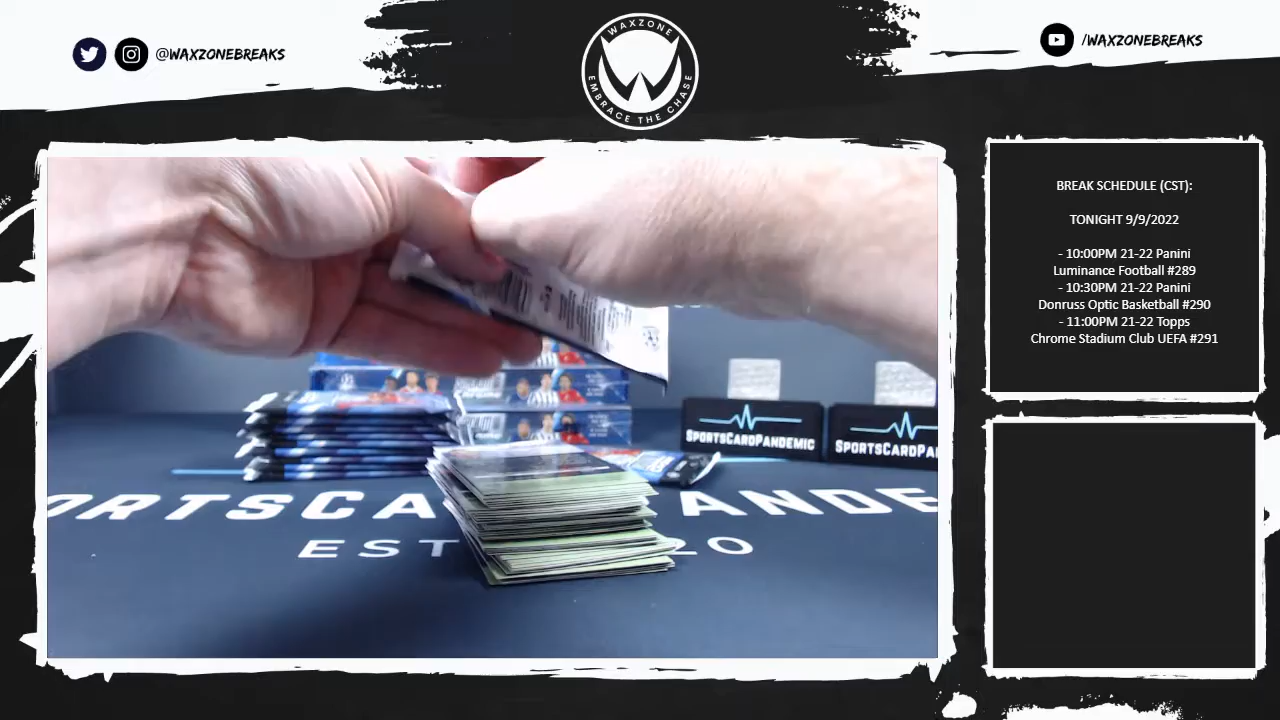 @WAXZONEBREAKS
WAXZONE
EMBRACE THE CHASE
/WAXZONEBREAKS
BREAK SCHEDULE (CST):
TONIGHT 9/9/2022
- 10:00PM 21-22 Panini
Luminance Football #289
- 10:30PM 21-22 Panini
Donruss Optic Basketball #290
- 11:00PM 21-22 Topps
Chrome Stadium Club UEFA #291
SPORTSCARDPANDEMIC
SPORTSCARDPA
ORTSCA ANDE
EST 20